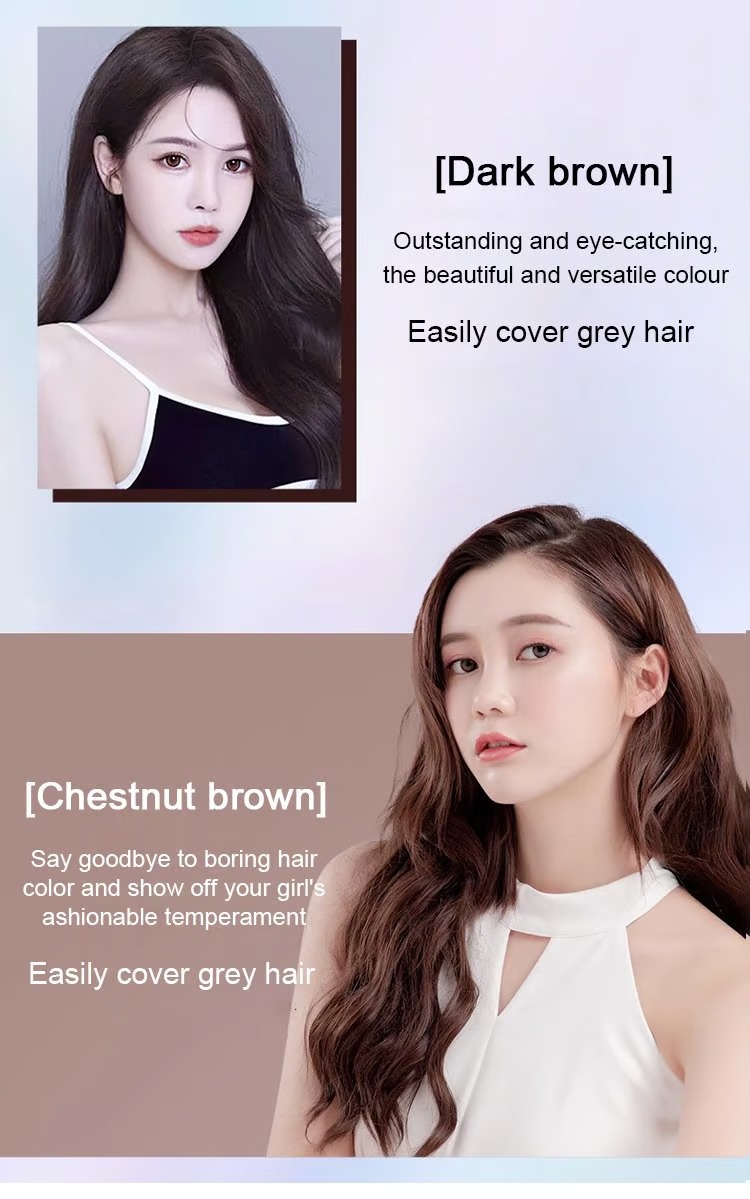 [Dark brown]
Outstanding and eye-catching,
the beautiful and versatile colour
Easily cover grey hair
[Chestnut brown]
Say goodbye to boring hair
color and show off your girl's
ashionable temperament
Easily cover grey hair